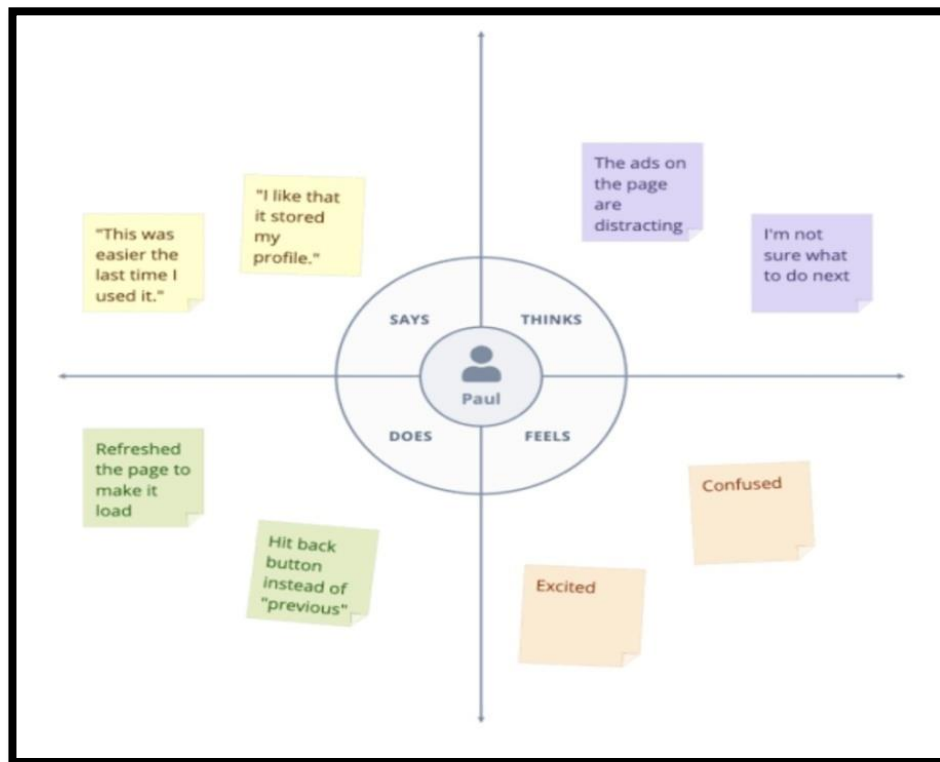 "This was
easier the
last time I
used it."
"I like that
it stored
my
profile."
The ads on
the page
are
distracting
I'm not
sure what
to do next
SAYS
THINKS
Paul
DOES
FEELS
Refreshed
the page to
make it
load
Hit back
button
instead of
"previous"
Excited
Confused